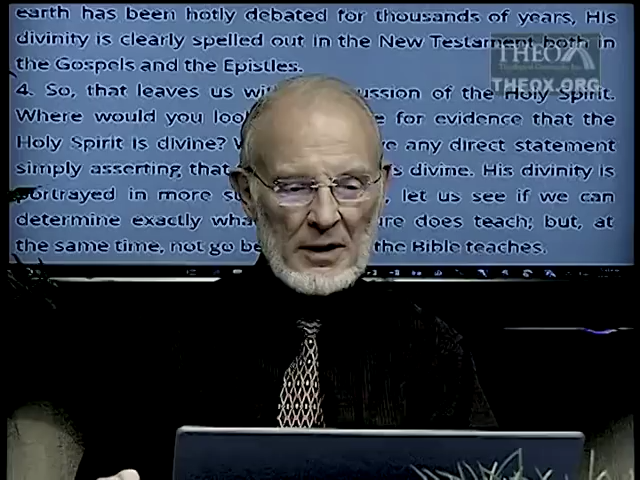 earth has been hotly debated for thousands of years, His
divinity is clearly spelled out in the New Testament both in
the Gospels and the Epistles.
4. So, that leaves us ussion of the Holy Spirit.
Where would you loo for evidence that the
Holy Spirit is divine? any direct statement
simply asserting that is divine. His divinity is
portrayed in more let us see if we can
determine exactly wha does teach; but, at
the same time, not go be the Bible teaches.
THEOX
THEOX.ORG